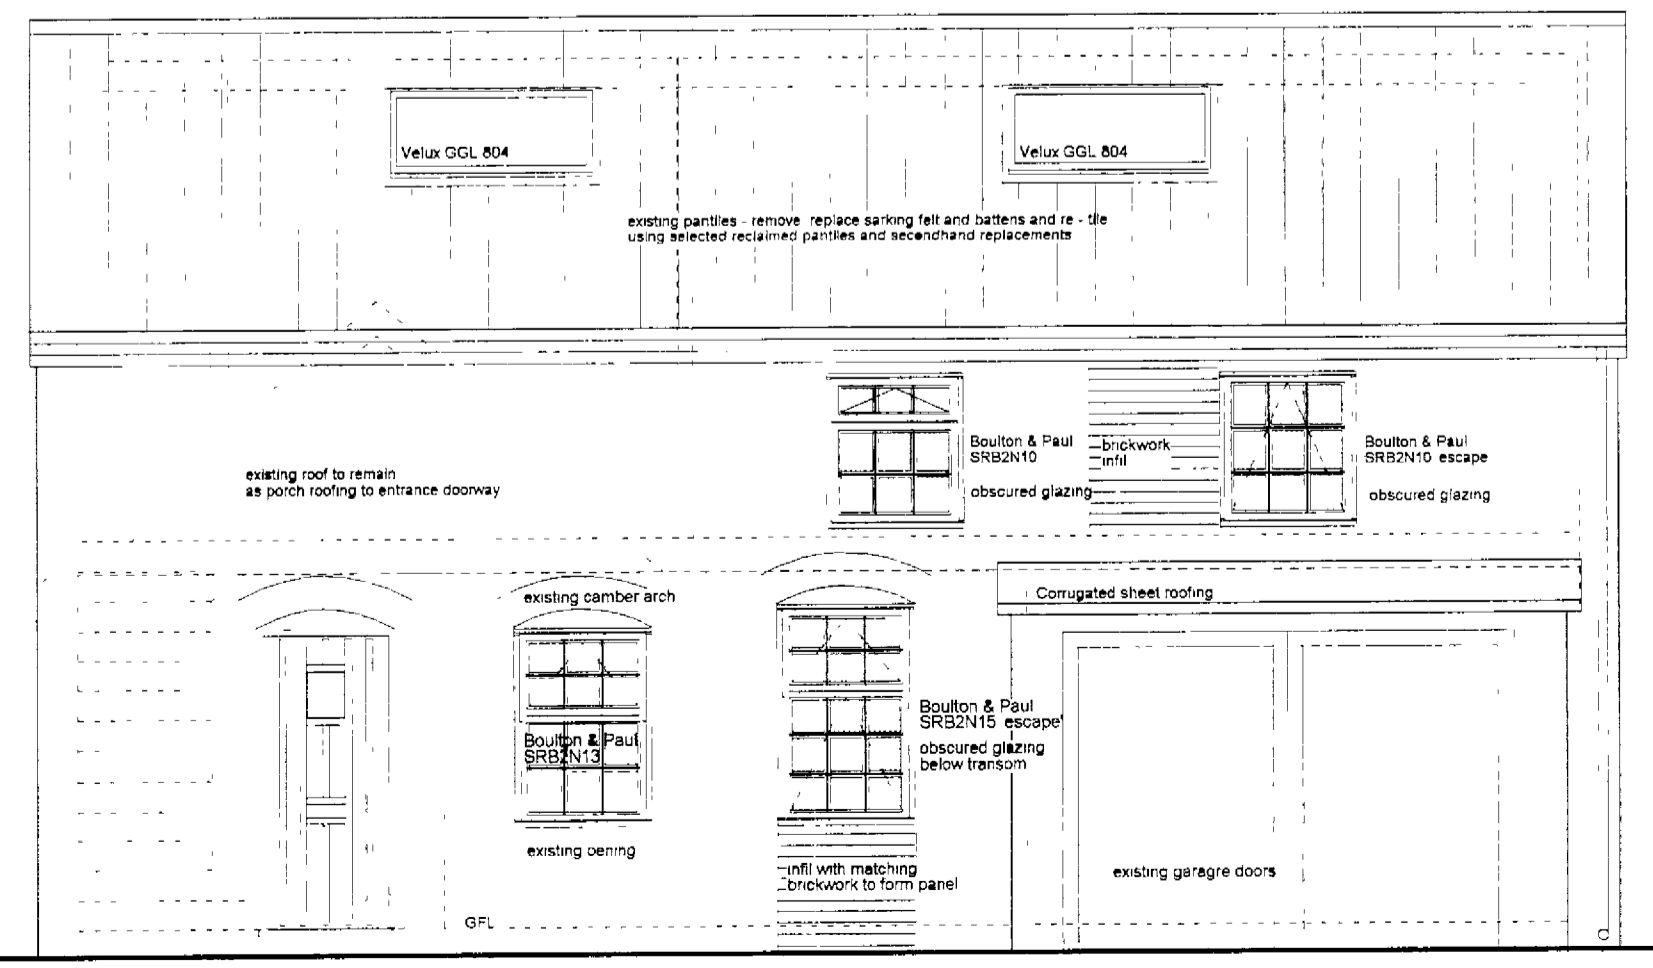 Velux GGL 804
Velux GGL 804
existing pantiles - remove replace sarking felt and battens and re - tile
using selected reclaimed pantiles and secondhand replacements
Boulton & Paul
SRB2N10
obscured glazing
brickwork
infil
Boulton & Paul
SRB2N10 escape
obscured glazing
existing roof to remain
as porch roofing to entrance doorway
existing camber arch
Corrugated sheet roofing
Boulton & Paul
SRB2N13
Boulton & Paul
SRB2N15 escape'
obscured glazing
below transom
existing oening
infil with matching
brickwork to form panel
existing garagre doors
GFL